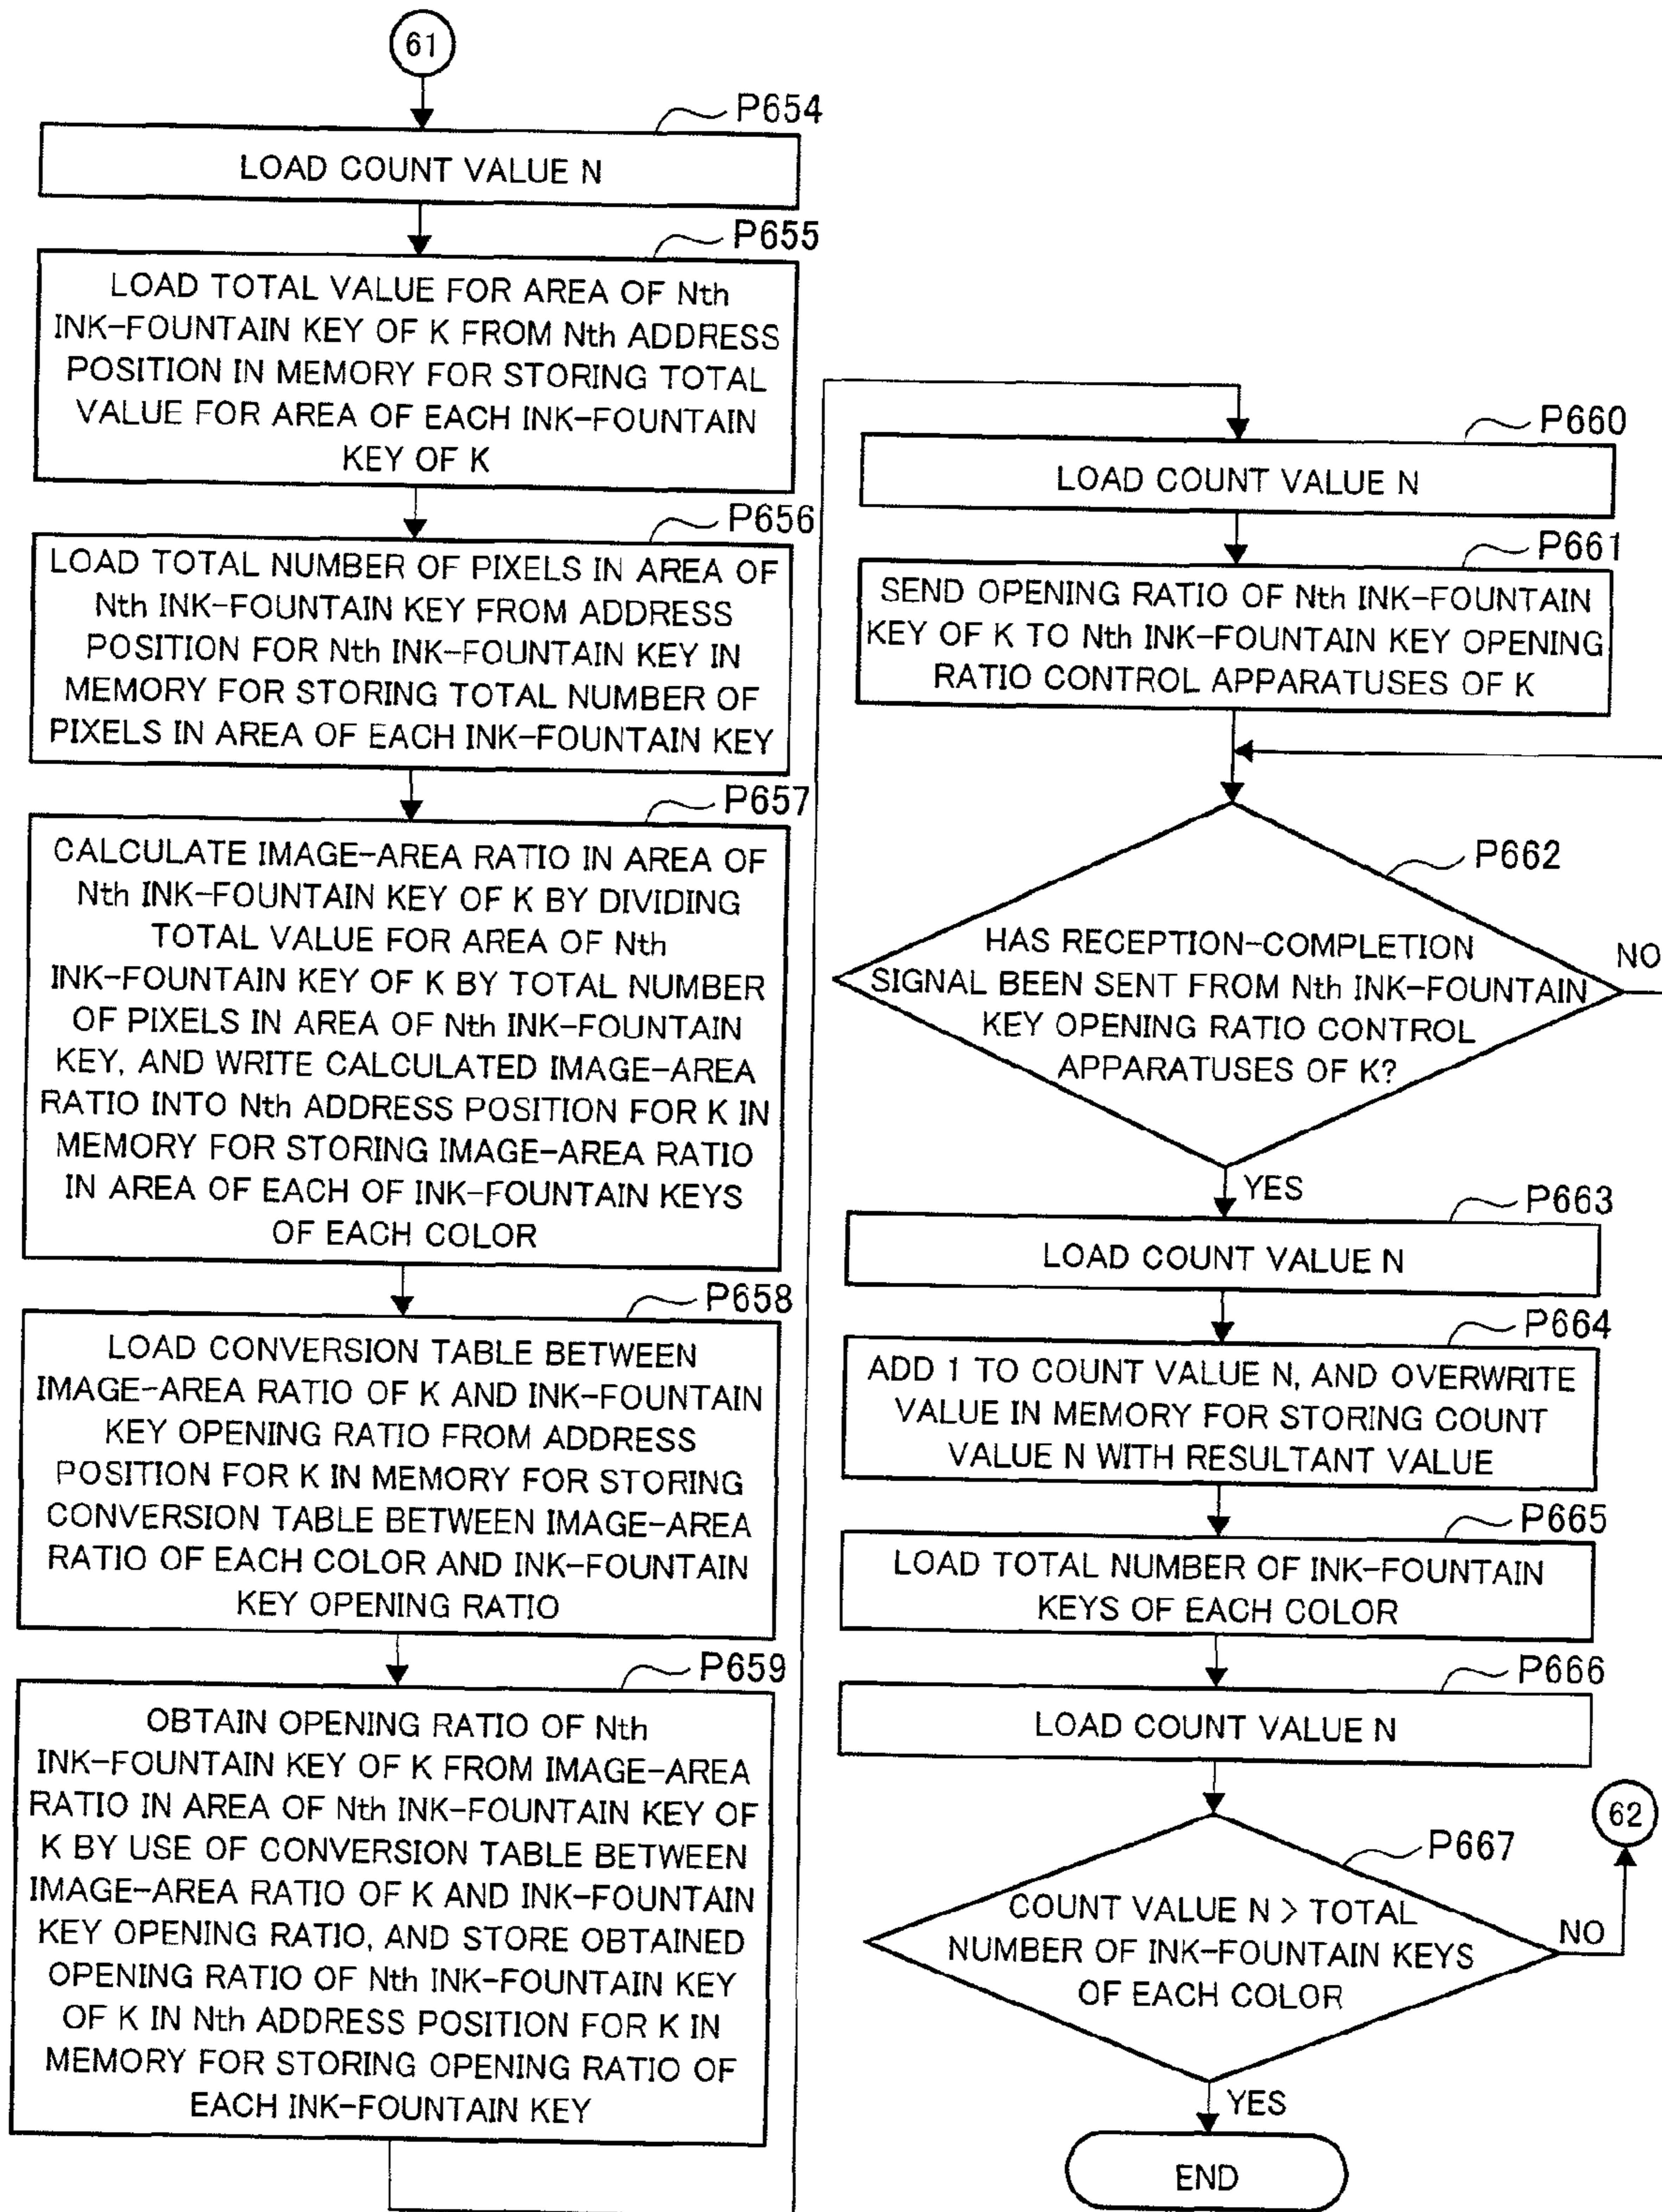 61
P654
LOAD COUNT VALUE N
P655
LOAD TOTAL VALUE FOR AREA OF Nth
INK-FOUNTAIN KEY OF K FROM Nth ADDRESS
POSITION IN MEMORY FOR STORING TOTAL
VALUE FOR AREA OF EACH INK-FOUNTAIN
KEY OF K
P656
LOAD TOTAL NUMBER OF PIXELS IN AREA OF
Nth INK-FOUNTAIN KEY FROM ADDRESS
POSITION FOR Nth INK-FOUNTAIN KEY IN
MEMORY FOR STORING TOTAL NUMBER OF
PIXELS IN AREA OF EACH INK-FOUNTAIN KEY
P657
CALCULATE IMAGE-AREA RATIO IN AREA OF
Nth INK-FOUNTAIN KEY OF K BY DIVIDING
TOTAL VALUE FOR AREA OF Nth
INK-FOUNTAIN KEY OF K BY TOTAL NUMBER
OF PIXELS IN AREA OF Nth INK-FOUNTAIN
KEY, AND WRITE CALCULATED IMAGE-AREA
RATIO INTO Nth ADDRESS POSITION FOR K IN
MEMORY FOR STORING IMAGE-AREA RATIO
IN AREA OF EACH OF INK-FOUNTAIN KEYS
OF EACH COLOR
P658
LOAD CONVERSION TABLE BETWEEN
IMAGE-AREA RATIO OF K AND INK-FOUNTAIN
KEY OPENING RATIO FROM ADDRESS
POSITION FOR K IN MEMORY FOR STORING
CONVERSION TABLE BETWEEN IMAGE-AREA
RATIO OF EACH COLOR AND INK-FOUNTAIN
KEY OPENING RATIO
P659
OBTAIN OPENING RATIO OF Nth
INK-FOUNTAIN KEY OF K FROM IMAGE-AREA
RATIO IN AREA OF Nth INK-FOUNTAIN KEY OF
K BY USE OF CONVERSION TABLE BETWEEN
IMAGE-AREA RATIO OF K AND INK-FOUNTAIN
KEY OPENING RATIO, AND STORE OBTAINED
OPENING RATIO OF Nth INK-FOUNTAIN KEY
OF K IN Nth ADDRESS POSITION FOR K IN
MEMORY FOR STORING OPENING RATIO OF
EACH INK-FOUNTAIN KEY
P660
LOAD COUNT VALUE N
P661
SEND OPENING RATIO OF Nth INK-FOUNTAIN
KEY OF K TO Nth INK-FOUNTAIN KEY OPENING
RATIO CONTROL APPARATUSES OF K
P662
HAS RECEPTION-COMPLETION
SIGNAL BEEN SENT FROM Nth INK-FOUNTAIN
KEY OPENING RATIO CONTROL
APPARATUSES OF K?
NO
YES
P663
LOAD COUNT VALUE N
P664
ADD 1 TO COUNT VALUE N, AND OVERWRITE
VALUE IN MEMORY FOR STORING COUNT
VALUE N WITH RESULTANT VALUE
P665
LOAD TOTAL NUMBER OF INK-FOUNTAIN
KEYS OF EACH COLOR
P666
LOAD COUNT VALUE N
62
P667
COUNT VALUE N > TOTAL
NUMBER OF INK-FOUNTAIN KEYS
OF EACH COLOR
NO
YES
END